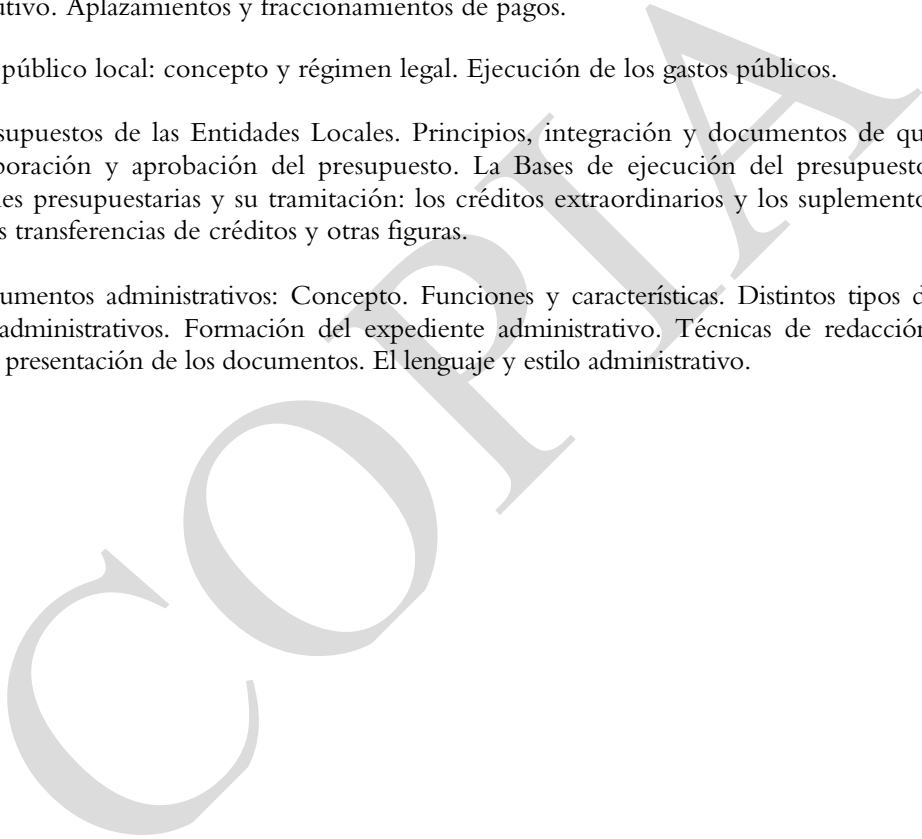 utivo. Aplazamientos y fraccionamientos de pagos.
público local: concepto y régimen legal. Ejecución de los gastos públicos.
supuestos de las Entidades Locales. Principios, integración y documentos de qu
boración y aprobación del presupuesto. La Bases de ejecución del presupuesto
es presupuestarias y su tramitación: los créditos extraordinarios y los suplemento
s transferencias de créditos y otras figuras.
umentos administrativos: Concepto. Funciones y características. Distintos tipos d
administrativos. Formación del expediente administrativo. Técnicas de redacción
presentación de los documentos. El lenguaje y estilo administrativo.
COPIA